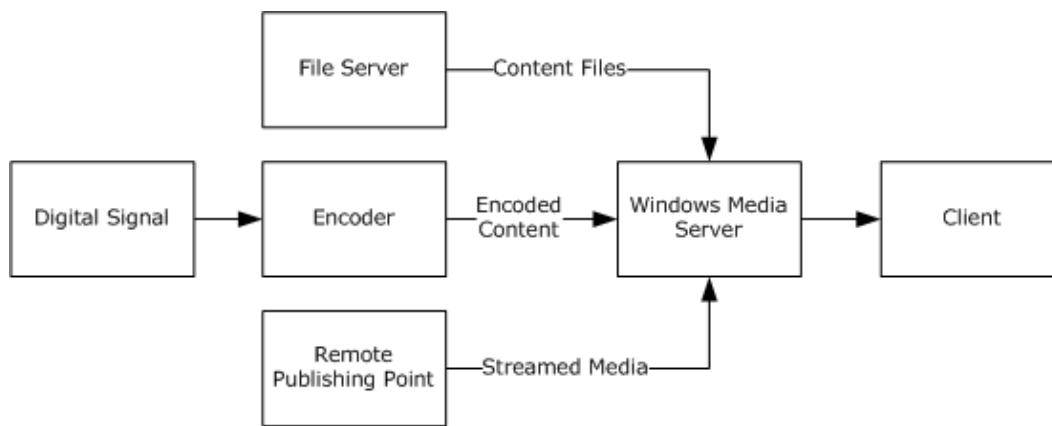 File Server
Content Files
Digital Signal
Encoder
Encoded
Content
Windows Media
Server
Client
Remote
Publishing Point
Streamed Media